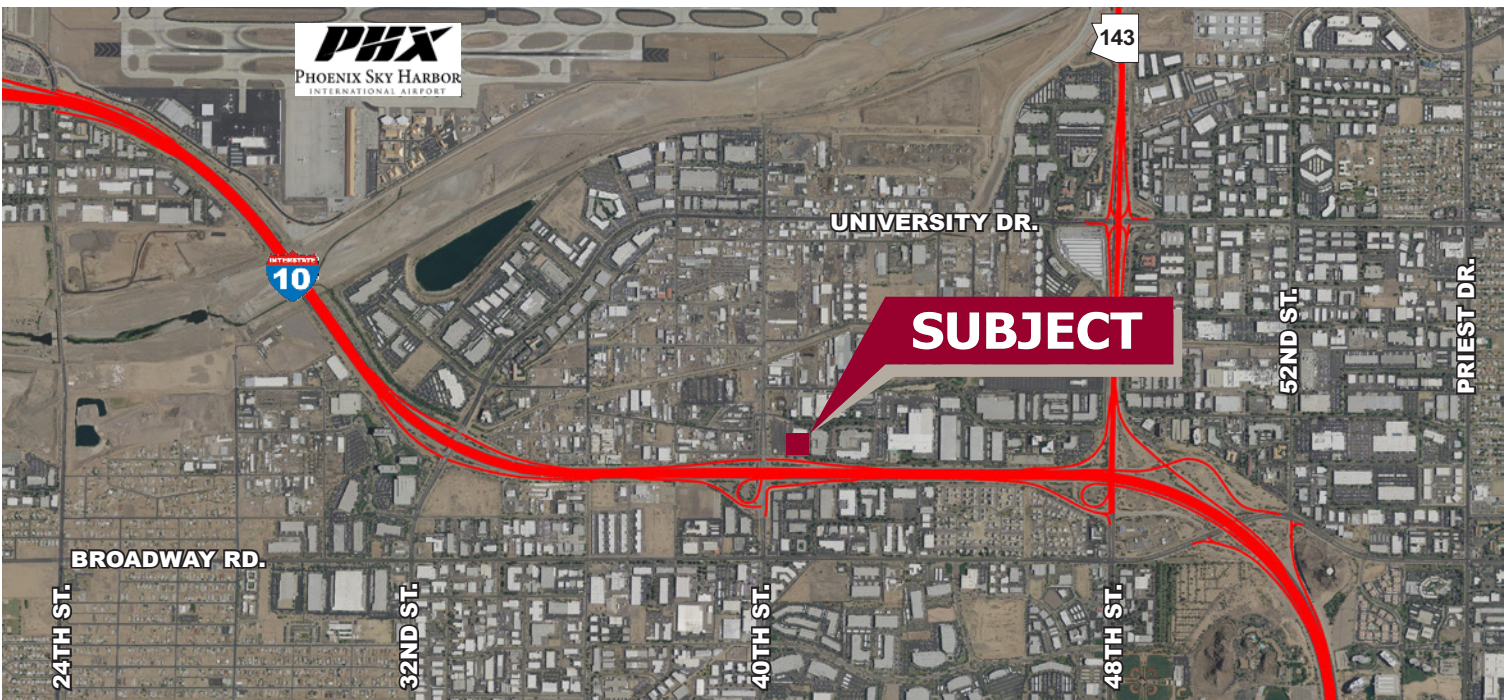 PHX
PHOENIX SKY HARBOR
INTERNATIONAL AIRPORT
143
UNIVERSITY DR.
INTERSTATE
10
SUBJECT
52ND ST.
PRIEST DR.
BROADWAY RD.
24TH ST.
32ND ST.
40TH ST.
48TH ST.